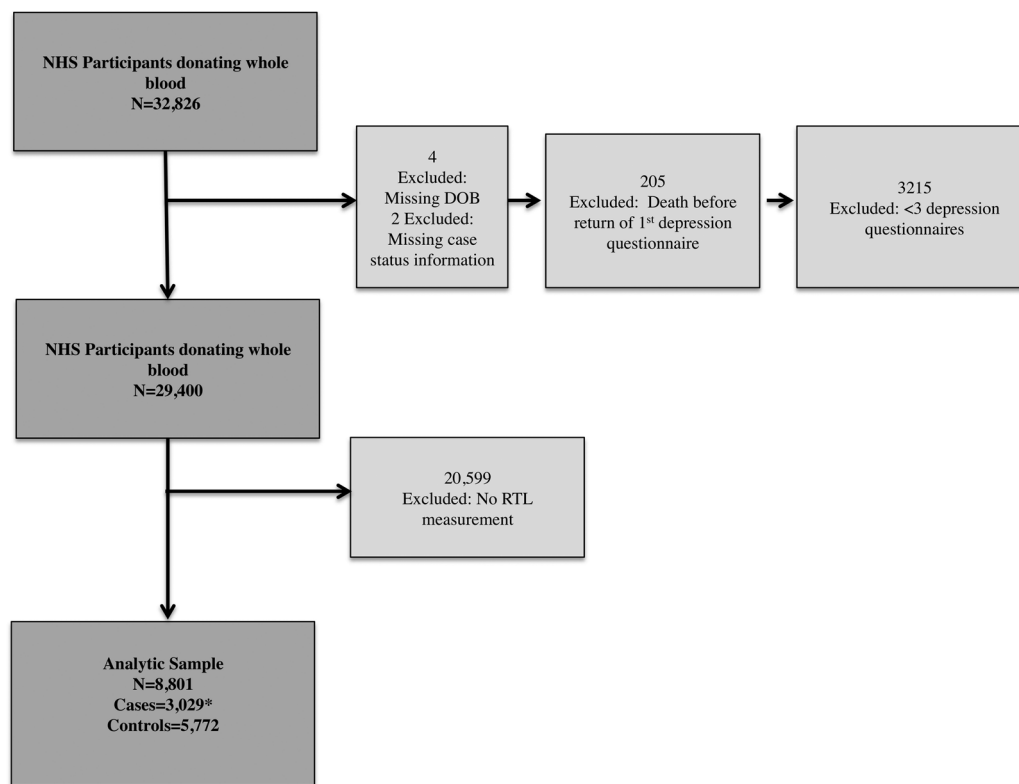 NHS Participants donating whole
blood
N=32,826
4
Excluded:
Missing DOB
2 Excluded:
Missing case
status information
205
Excluded:  Death before
return of 1st depression
questionnaire
3215
Excluded: <3 depression
questionnaires
NHS Participants donating whole
blood
N=29,400
20,599
Excluded: No RTL
measurement
Analytic Sample
N=8,801
Cases=3,029*
Controls=5,772